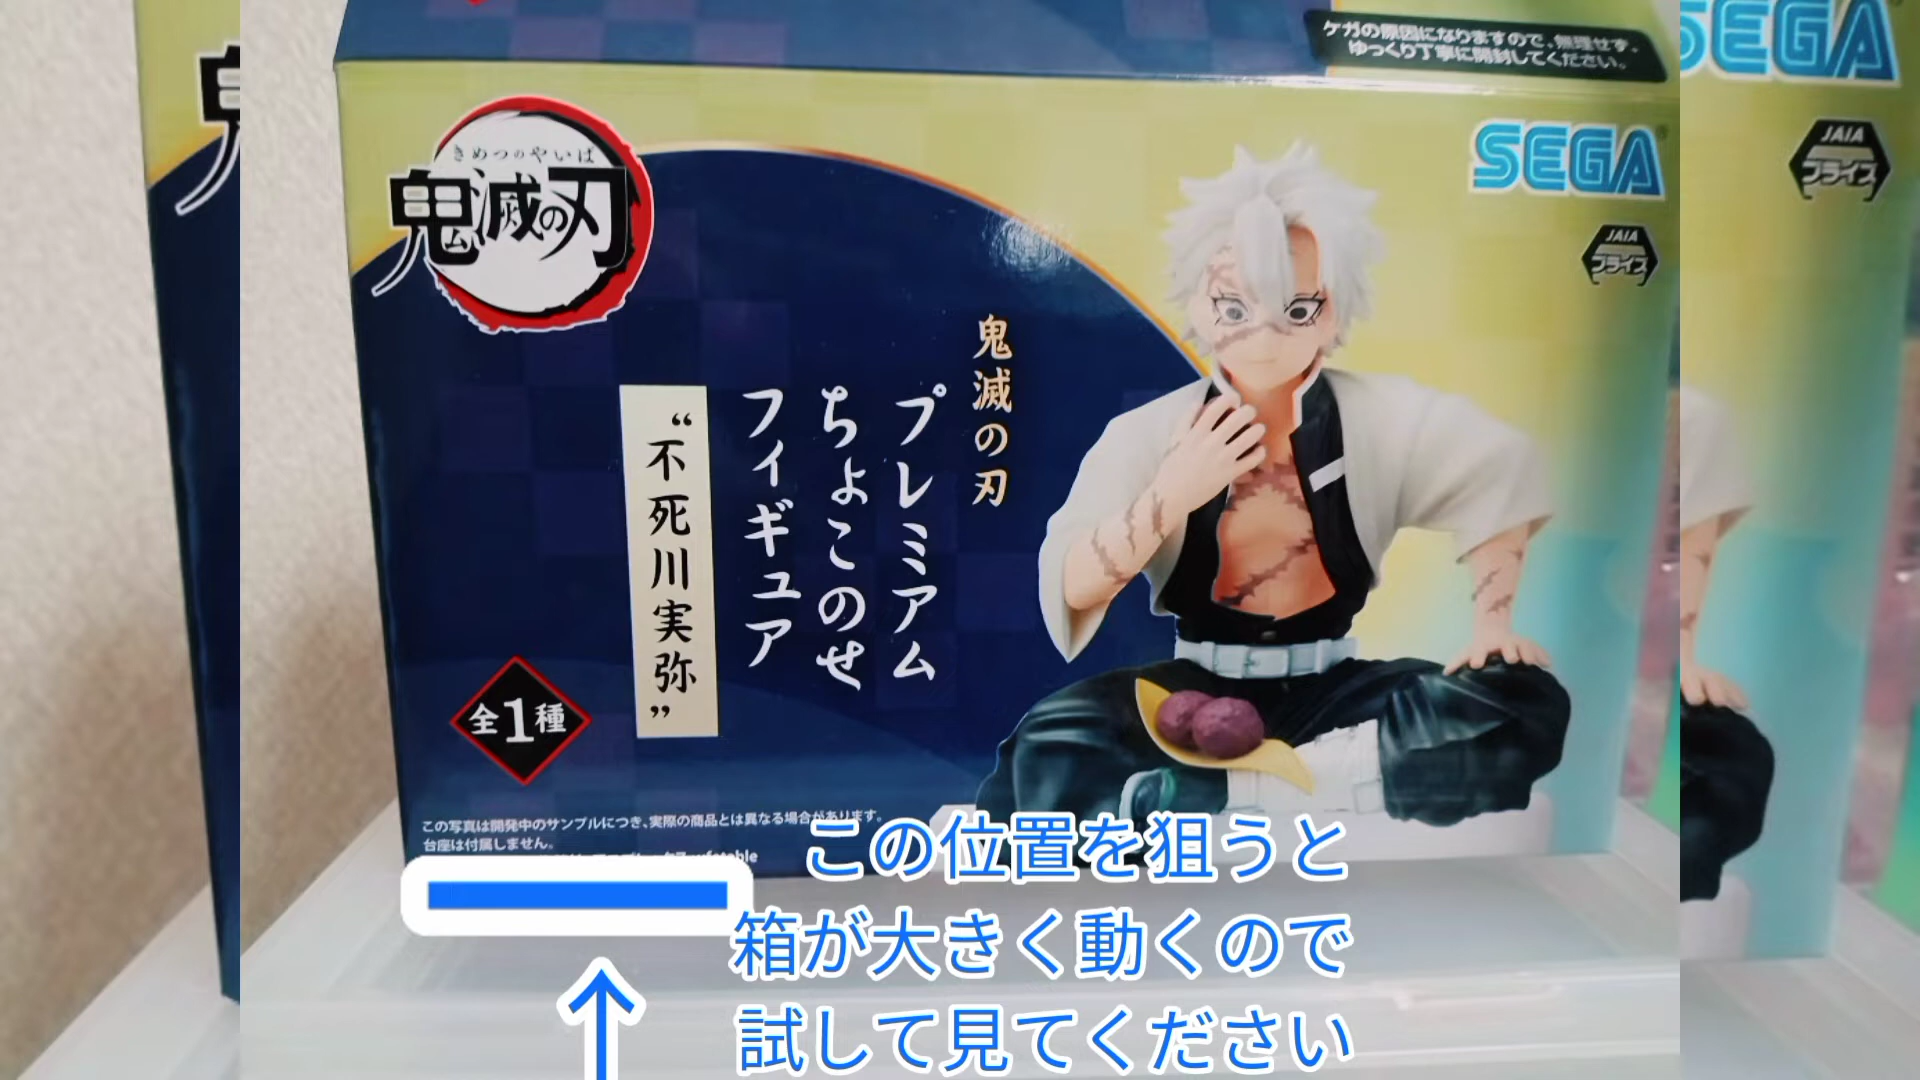 ケガの原因になりますので、無理せず、
ゆっくり丁寧に開封してください。
SEGA
SEGA
JAIA
プライズ
JAIA
プライズ
きめつのやいば
鬼滅の刃
鬼滅の刃
プレミアム
ちょこのせ
フィギュア
“不死川実弥”
全1種
この写真は開発中のサンプルにつき、実際の商品とは異なる場合があります。
台座は付属しません。
この位置を狙うと
箱が大きく動くので
試して見てください